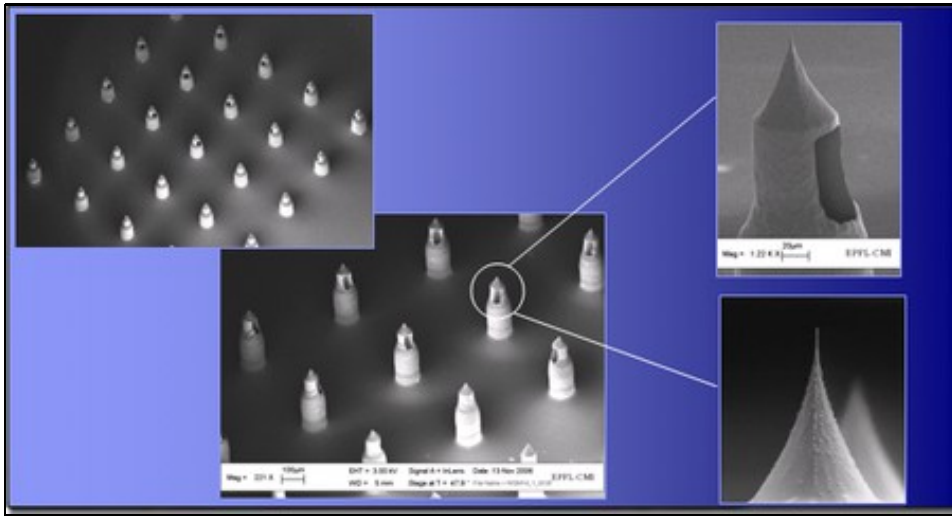 20µm
Mag = 1.22 K X EPFL-CMI
100µm EHT = 3.00 kV Signal A = InLens Date: 13 Nov 2006
Mag = 221 X WD = 5 mm Stage at T = 47.8 ° EPFL-CMI